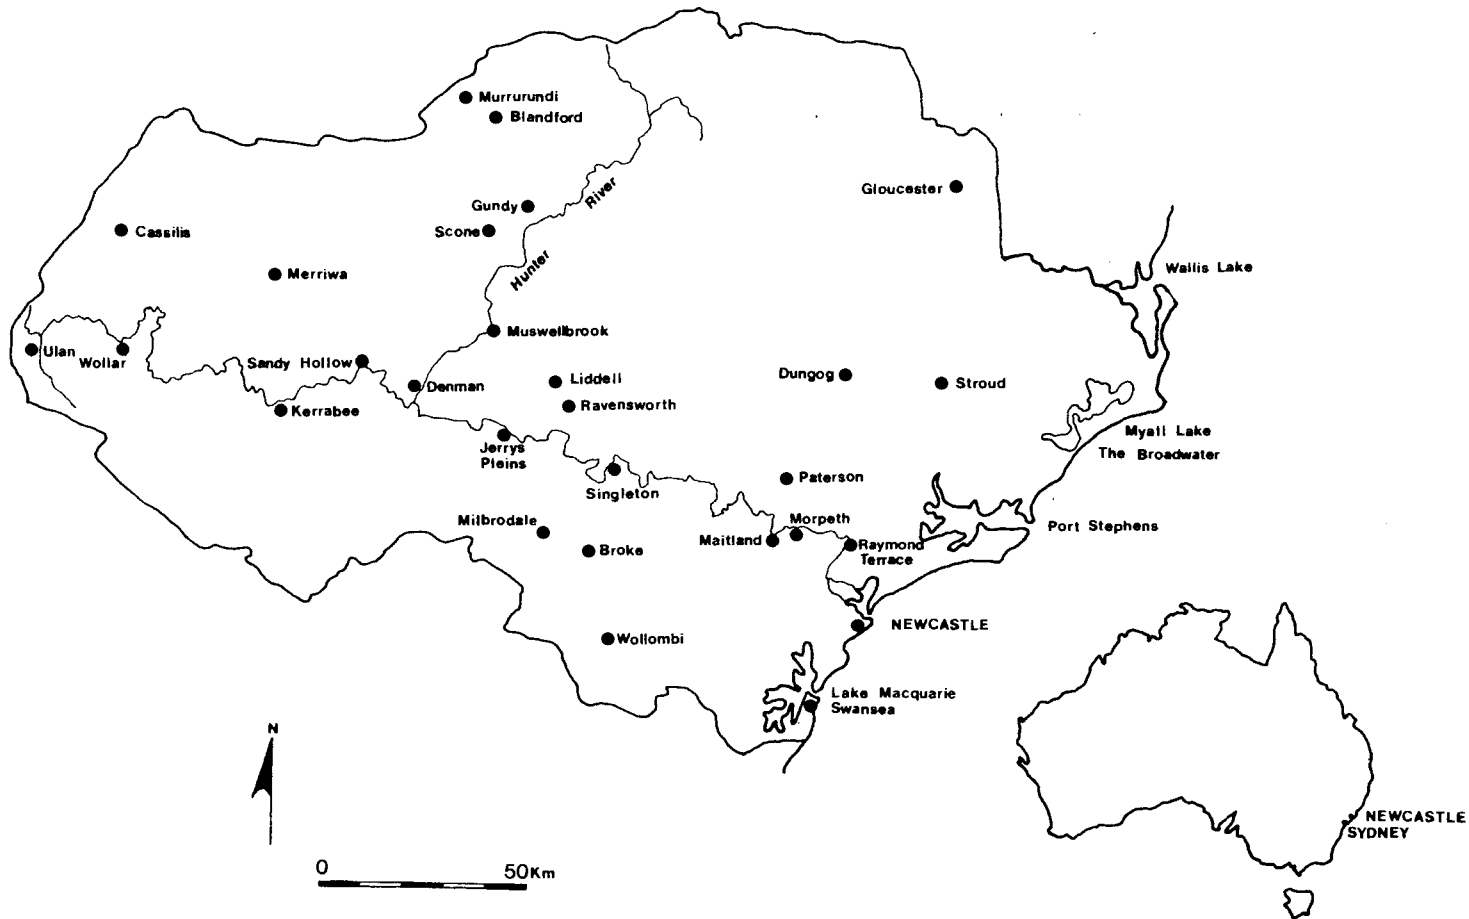 Murrurundi
Blandford
Gloucester
Gundy
River
Scone
Cassilis
Hunter
Wallis Lake
Merriwa
Muswellbrook
Ulan
Wollar
Sandy Hollow
Denman
Liddell
Dungog
Stroud
Kerrabee
Ravensworth
Myall Lake
The Broadwater
Jerrys
Pleins
Paterson
Singleton
Milbrodale
Morpeth
Port Stephens
Maitland
Raymond
Terrace
Broke
NEWCASTLE
Wollombi
Lake Macquarie
Swansea
N
0 50Km
NEWCASTLE
SYDNEY